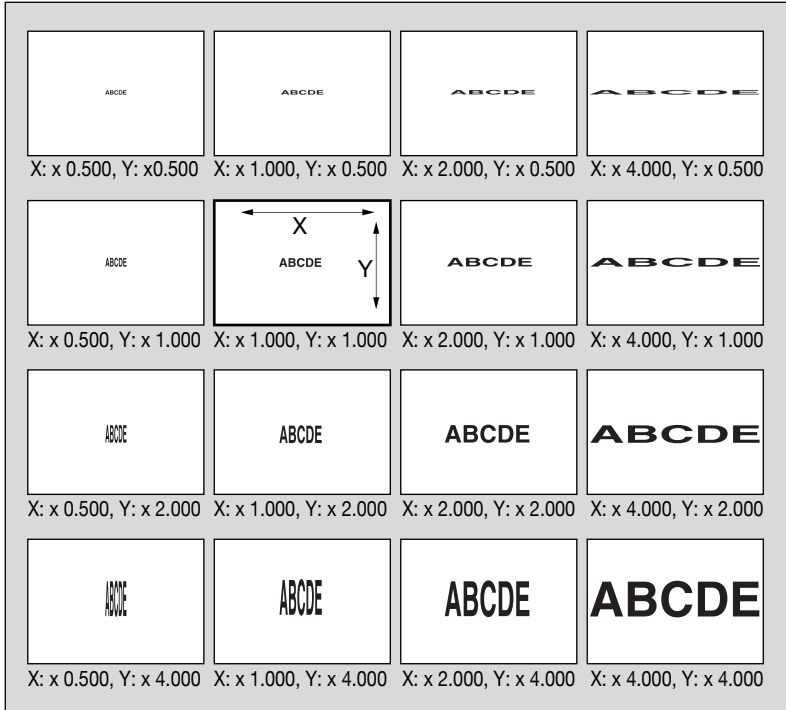 ABCDE ABCDE ABCDE ABCDE
X: x 0.500, Y: x0.500 X: x 1.000, Y: x 0.500 X: x 2.000, Y: x 0.500 X: x 4.000, Y: x 0.500
X
ABCDE ABCDE Y ABCDE ABCDE
X: x 0.500, Y: x 1.000 X: x 1.000, Y: x 1.000 X: x 2.000, Y: x 1.000 X: x 4.000, Y: x 1.000
ABCDE ABCDE ABCDE ABCDE
X: x 0.500, Y: x 2.000 X: x 1.000, Y: x 2.000 X: x 2.000, Y: x 2.000 X: x 4.000, Y: x 2.000
ABCDE ABCDE ABCDE ABCDE
X: x 0.500, Y: x 4.000 X: x 1.000, Y: x 4.000 X: x 2.000, Y: x 4.000 X: x 4.000, Y: x 4.000